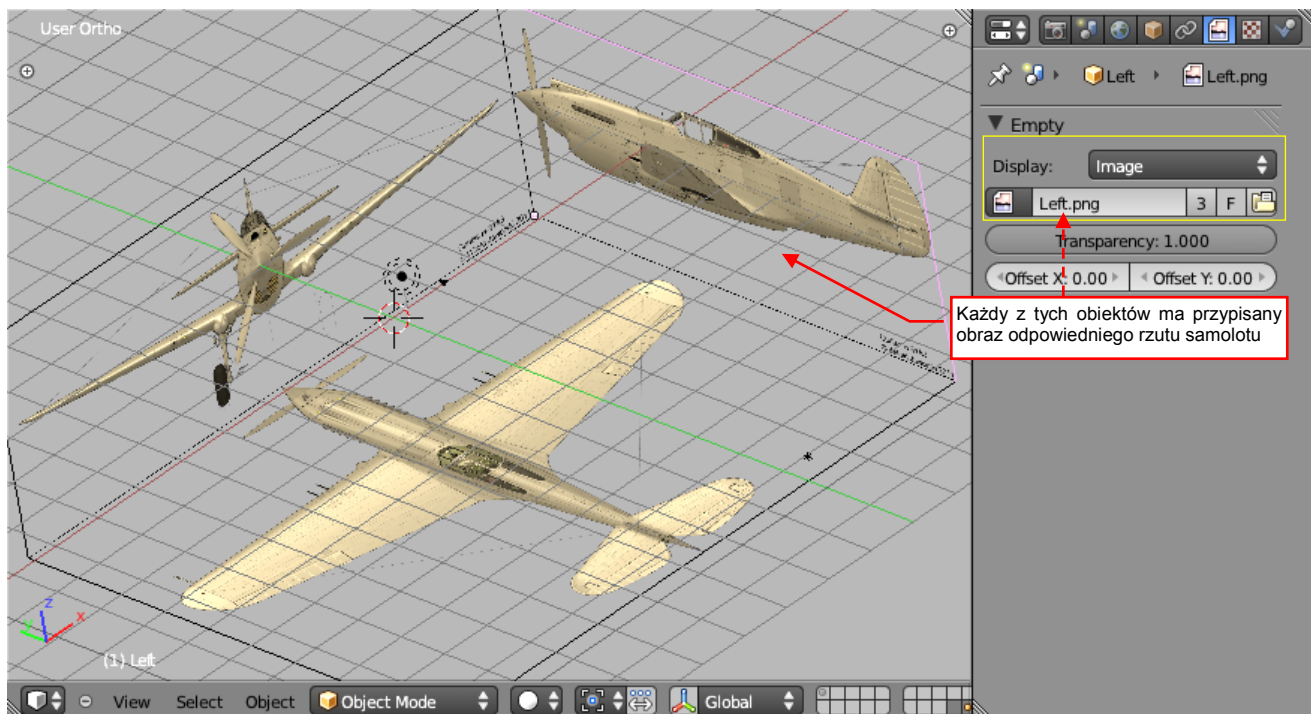 User Ortho
Left
Left.png
Empty
Display:
Image
Left.png
3
F
Transparency: 1.000
Offset X: 0.00
Offset Y: 0.00
Każdy z tych obiektów ma przypisany
obraz odpowiedniego rzutu samolotu
z
y
x
(1) Left
View
Select
Object
Object Mode
Global